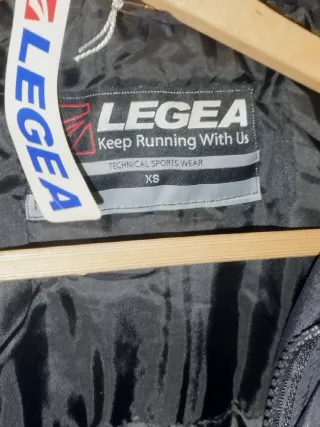 LEGEA
LEGEA
Keep Running With Us
TECHNICAL SPORTS WEAR
XS